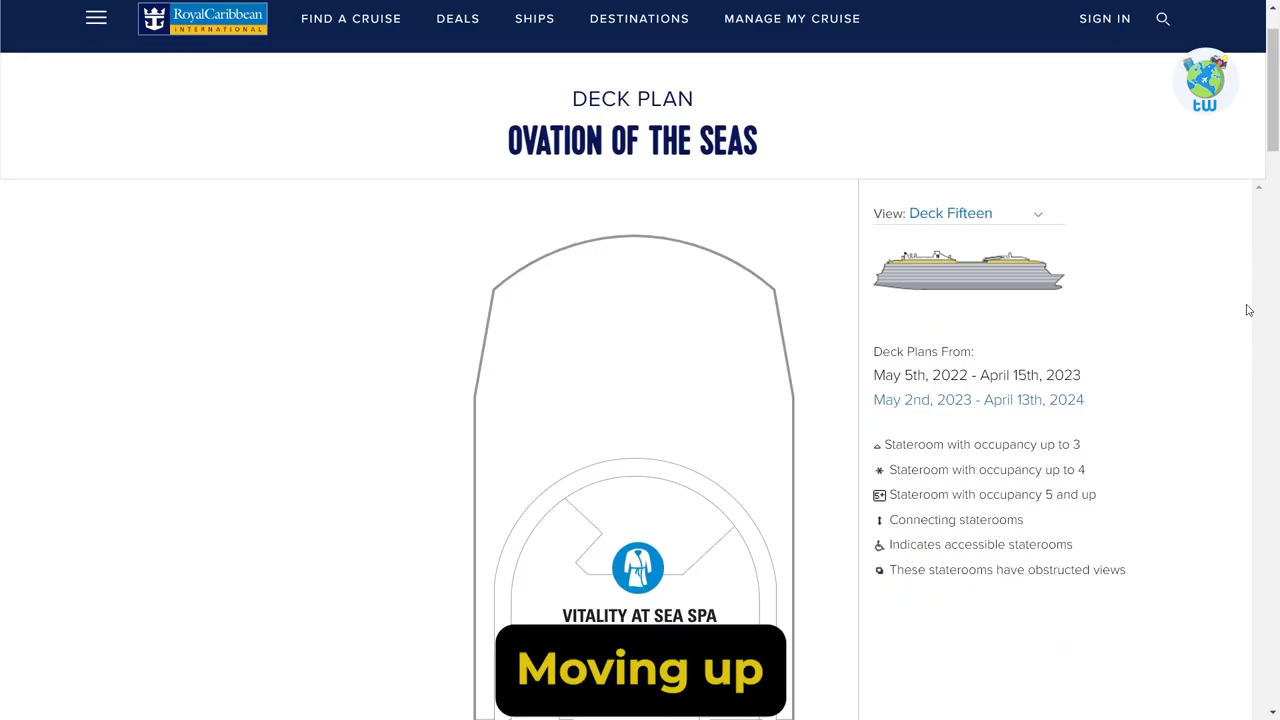 RoyalCaribbean
INTERNATIONAL
FIND A CRUISE
DEALS
SHIPS
DESTINATIONS
MANAGE MY CRUISE
SIGN IN
tw
DECK PLAN
OVATION OF THE SEAS
View: Deck Fifteen
Deck Plans From:
May 5th, 2022 - April 15th, 2023
May 2nd, 2023 - April 13th, 2024
Stateroom with occupancy up to 3
Stateroom with occupancy up to 4
5+ Stateroom with occupancy 5 and up
Connecting staterooms
Indicates accessible staterooms
These staterooms have obstructed views
VITALITY AT SEA SPA
Moving up